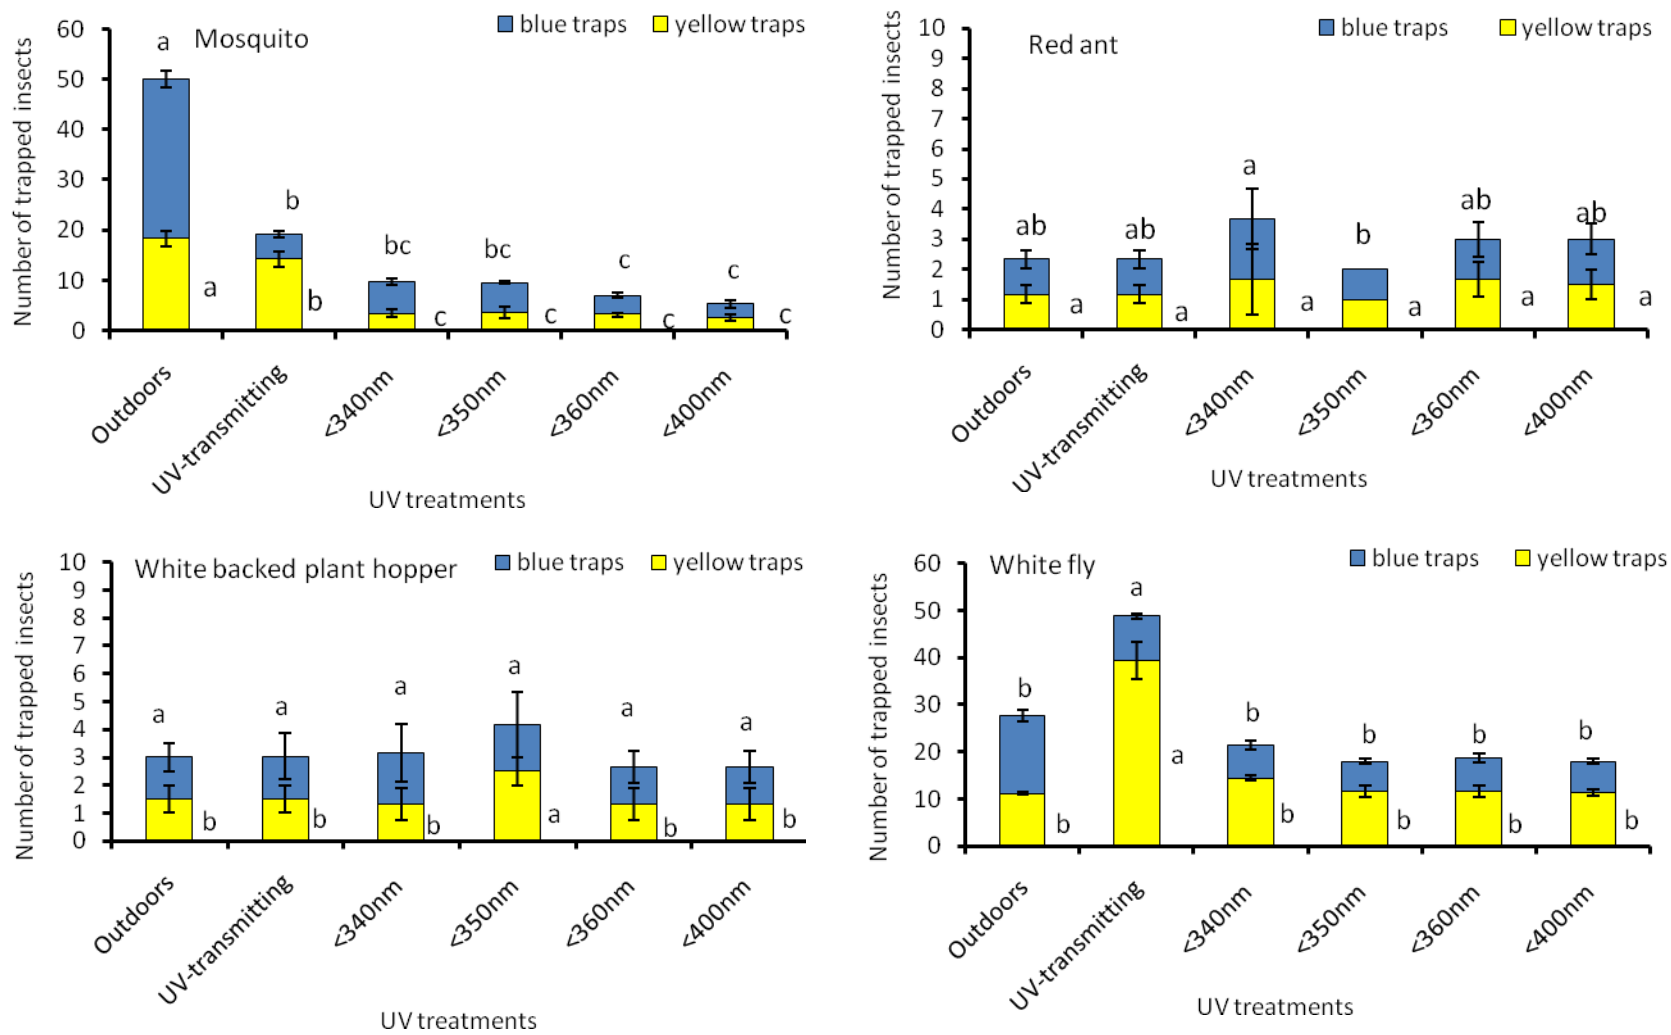 Mosquito
blue traps
yellow traps
Number of trapped insects
60
50
40
30
20
10
0
a
b
bc
bc
c
c
a
b
c
c
c
c
Outdoors
UV-transmitting
<340nm
<350nm
<360nm
<400nm
UV treatments
Red ant
blue traps
yellow traps
Number of trapped insects
10
9
8
7
6
5
4
3
2
1
0
ab
ab
a
b
ab
ab
a
a
a
a
a
a
Outdoors
UV-transmitting
<340nm
<350nm
<360nm
<400nm
UV treatments
White backed plant hopper
blue traps
yellow traps
Number of trapped insects
10
9
8
7
6
5
4
3
2
1
0
a
a
a
a
a
a
b
b
b
a
b
b
Outdoors
UV-transmitting
<340nm
<350nm
<360nm
<400nm
UV treatments
White fly
blue traps
yellow traps
Number of trapped insects
60
50
40
30
20
10
0
b
a
b
b
b
b
b
a
b
b
b
b
Outdoors
UV-transmitting
<340nm
<350nm
<360nm
<400nm
UV treatments